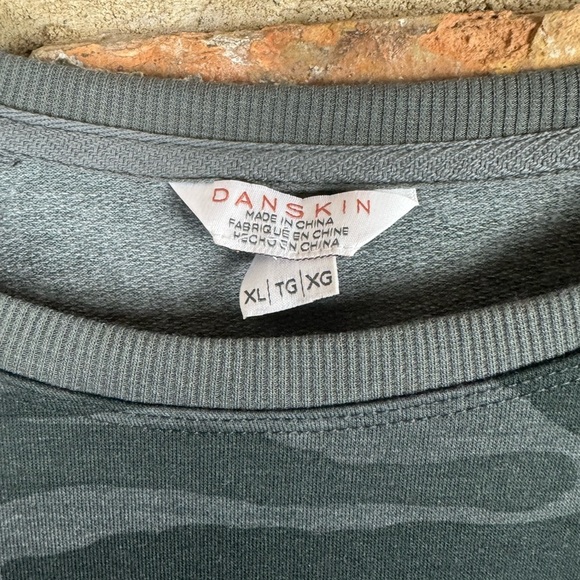 DANSKIN
MADE IN CHINA
FABRIQUÉ EN CHINE
HECHO EN CHINA
XL|TG|XG